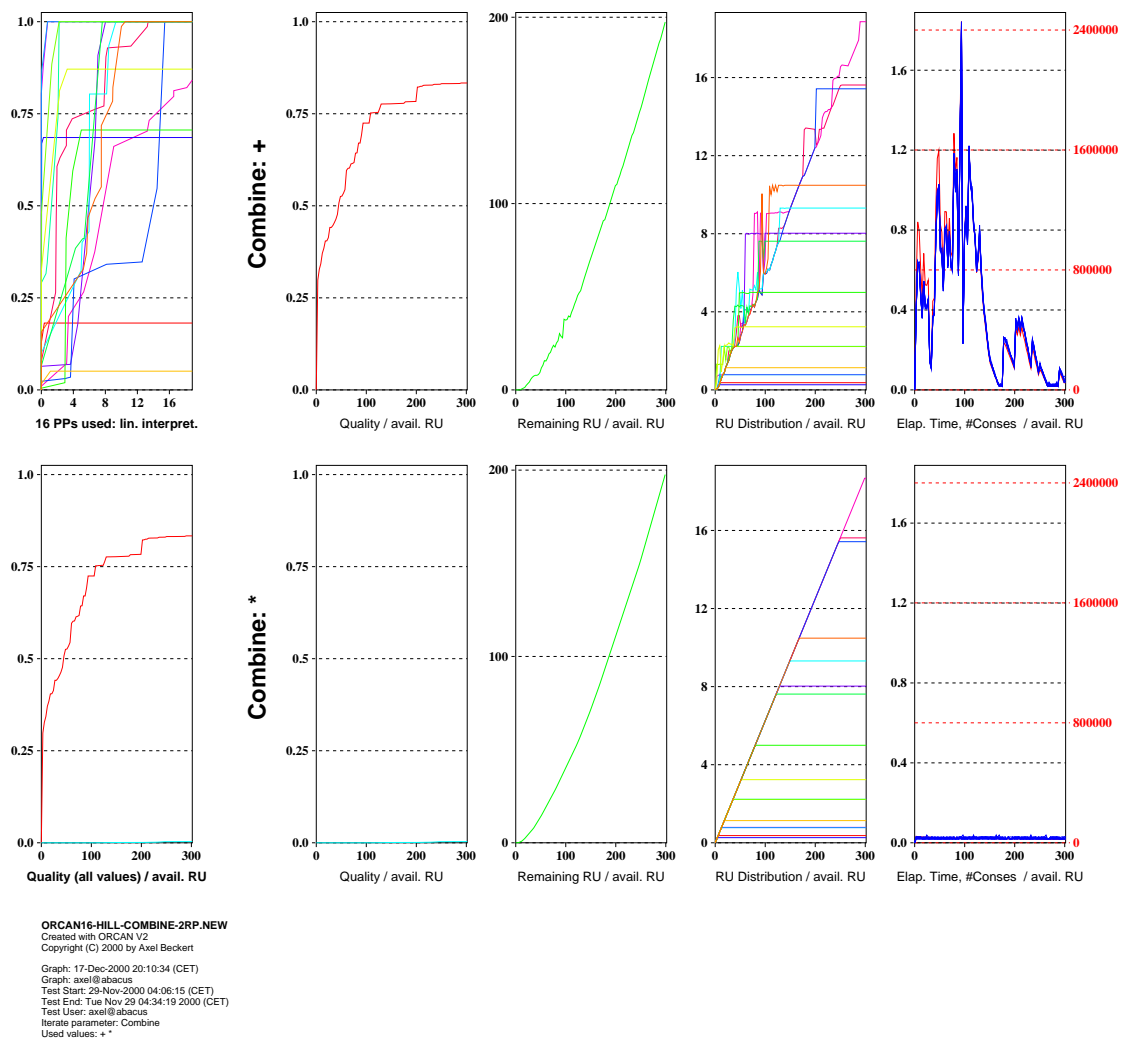 1.0
0.75
0.5
0.25
0.0
0 4 8 12 16
16 PPs used: lin. interpret.
Combine: +
1.0
0.75
0.5
0.25
0.0
0 100 200 300
Quality / avail. RU
200
100
0
0 100 200 300
Remaining RU / avail. RU
16
12
8
4
0
0 100 200 300
RU Distribution / avail. RU
1.6
1.2
0.8
0.4
0.0
0 100 200 300
2400000
1600000
800000
0
Elap. Time, #Conses / avail. RU
1.0
0.75
0.5
0.25
0.0
0 100 200 300
Quality (all values) / avail. RU
Combine: *
1.0
0.75
0.5
0.25
0.0
0 100 200 300
Quality / avail. RU
200
100
0
0 100 200 300
Remaining RU / avail. RU
16
12
8
4
0
0 100 200 300
RU Distribution / avail. RU
1.6
1.2
0.8
0.4
0.0
0 100 200 300
2400000
1600000
800000
0
Elap. Time, #Conses / avail. RU
ORCAN16-HILL-COMBINE-2RP.NEW
Created with ORCAN V2
Copyright (C) 2000 by Axel Beckert
Graph: 17-Dec-2000 20:10:34 (CET)
Graph: axel@abacus
Test Start: 29-Nov-2000 04:06:15 (CET)
Test End: Tue Nov 29 04:34:19 2000 (CET)
Test User: axel@abacus
Iterate parameter: Combine
Used values: + *